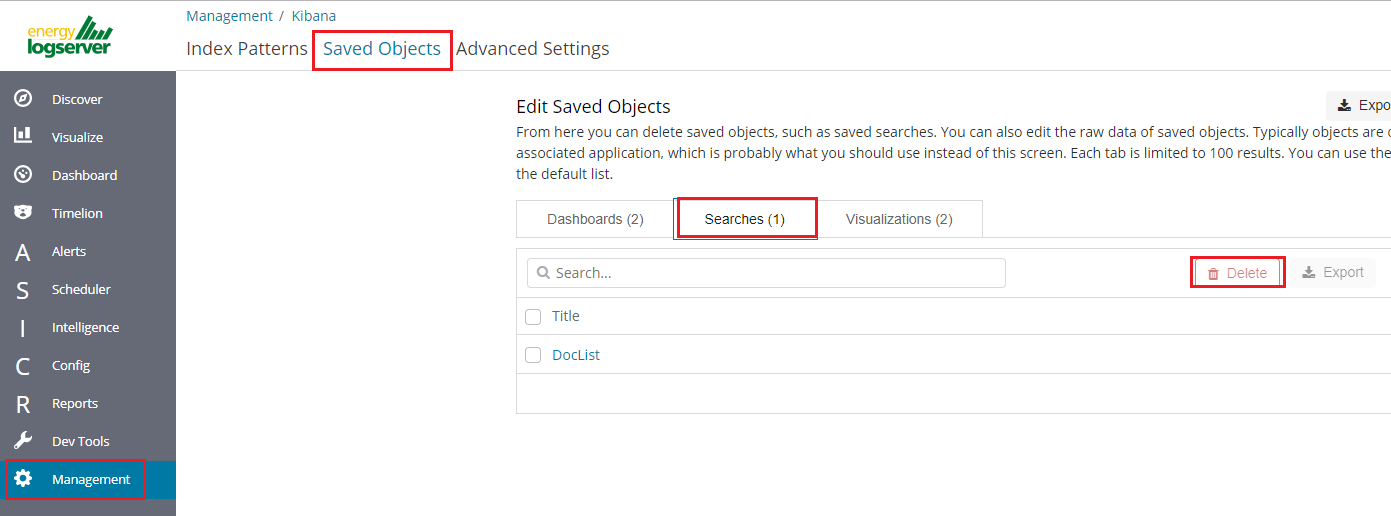 energy
logserver
Management / Kibana
Index Patterns Saved Objects Advanced Settings
Discover
Visualize
Dashboard
Timelion
A Alerts
S Scheduler
I Intelligence
C Config
R Reports
Dev Tools
Management
Edit Saved Objects
Expo
From here you can delete saved objects, such as saved searches. You can also edit the raw data of saved objects. Typically objects are
associated application, which is probably what you should use instead of this screen. Each tab is limited to 100 results. You can use the
the default list.
Dashboards (2) Searches (1) Visualizations (2)
Search... Delete Export
Title
DocList